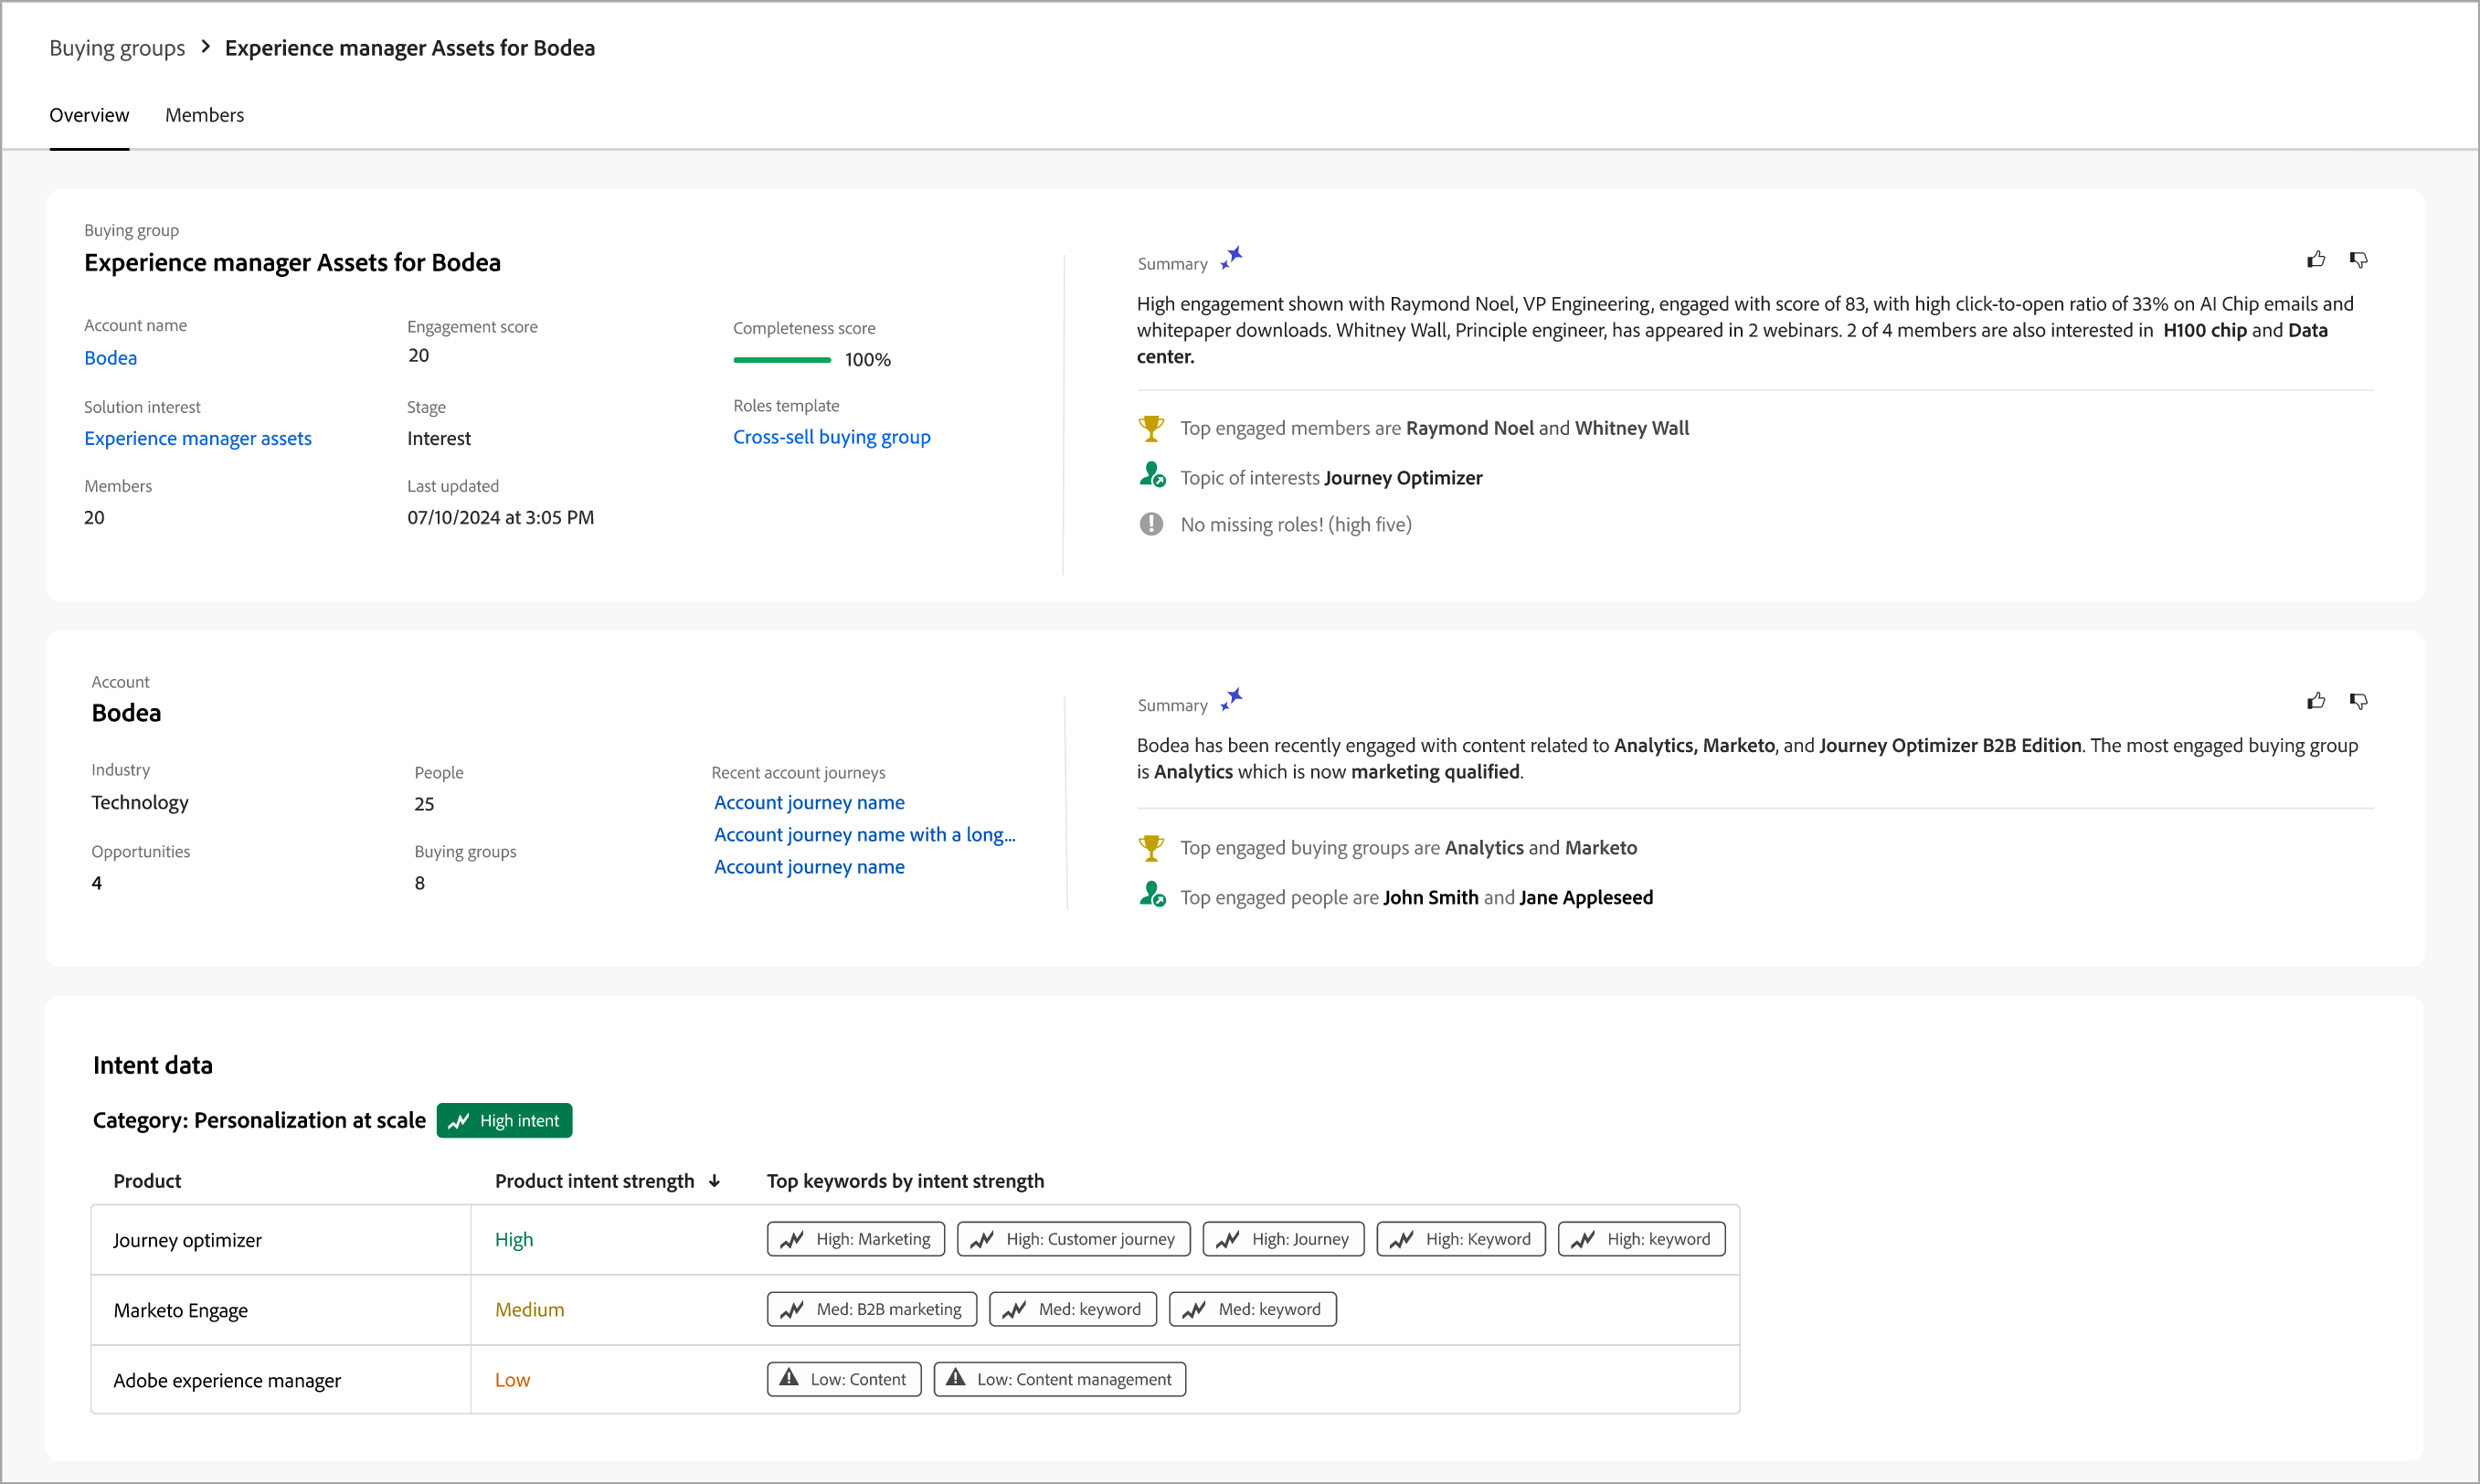 Buying groups > Experience manager Assets for Bodea
Overview Members
Buying group
Experience manager Assets for Bodea
Account name
Bodea
Engagement score
20
Completeness score
100%
Solution interest
Experience manager assets
Stage
Interest
Roles template
Cross-sell buying group
Members
20
Last updated
07/10/2024 at 3:05 PM
Summary
High engagement shown with Raymond Noel, VP Engineering, engaged with score of 83, with high click-to-open ratio of 33% on AI Chip emails and
whitepaper downloads. Whitney Wall, Principle engineer, has appeared in 2 webinars. 2 of 4 members are also interested in H100 chip and Data
center.
Top engaged members are Raymond Noel and Whitney Wall
Topic of interests Journey Optimizer
No missing roles! (high five)
Account
Bodea
Industry
Technology
People
25
Recent account journeys
Account journey name
Account journey name with a long...
Account journey name
Opportunities
4
Buying groups
8
Summary
Bodea has been recently engaged with content related to Analytics, Marketo, and Journey Optimizer B2B Edition. The most engaged buying group
is Analytics which is now marketing qualified.
Top engaged buying groups are Analytics and Marketo
Top engaged people are John Smith and Jane Appleseed
Intent data
Category: Personalization at scale High intent
Product Product intent strength ↓ Top keywords by intent strength
Journey optimizer High High: Marketing High: Customer journey High: Journey High: Keyword High: keyword
Marketo Engage Medium Med: B2B marketing Med: keyword Med: keyword
Adobe experience manager Low Low: Content Low: Content management